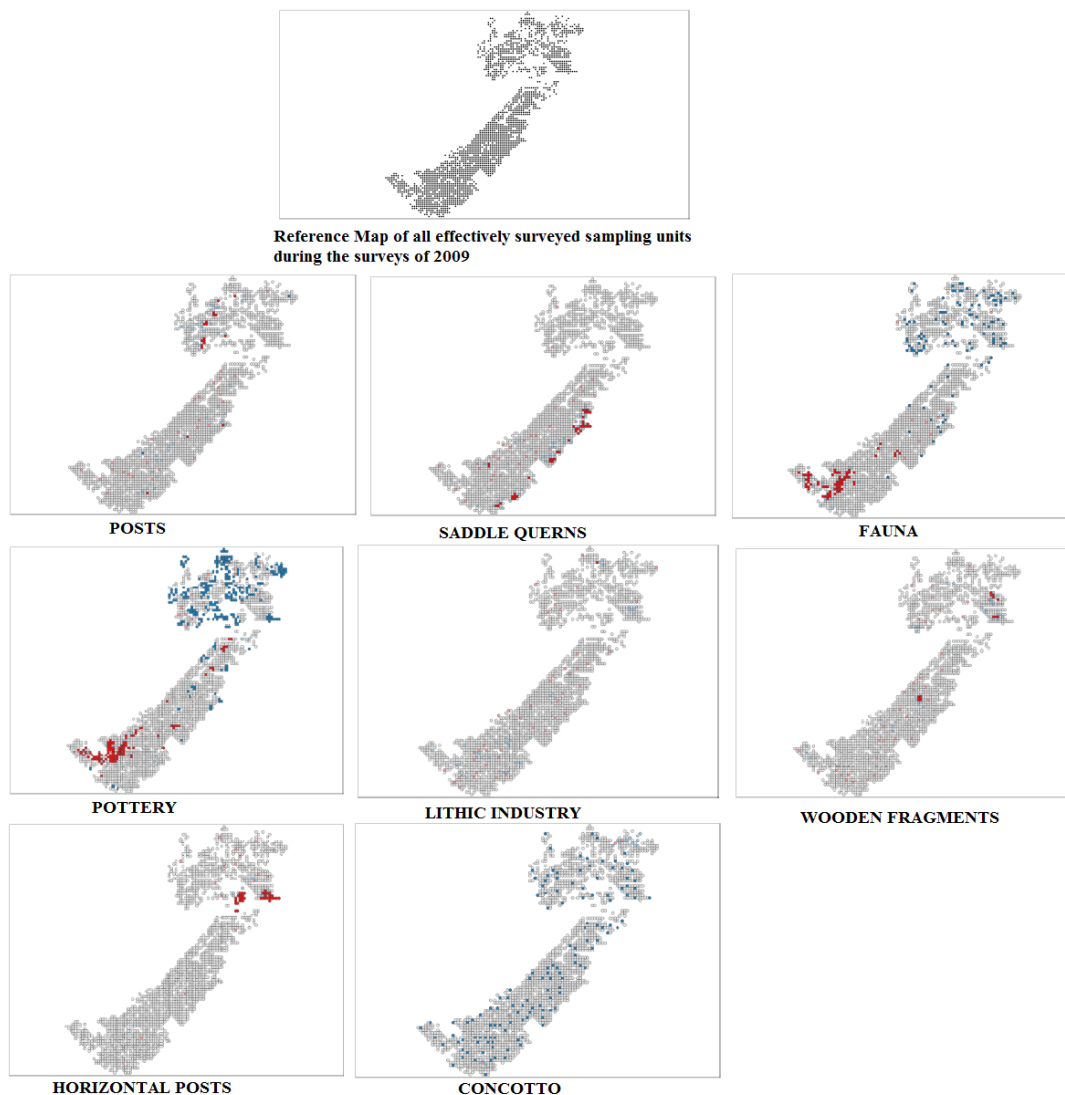 Reference Map of all effectively surveyed sampling units
during the surveys of 2009
POSTS
SADDLE QUERNS
FAUNA
POTTERY
LITHIC INDUSTRY
WOODEN FRAGMENTS
HORIZONTAL POSTS
CONCOTTO